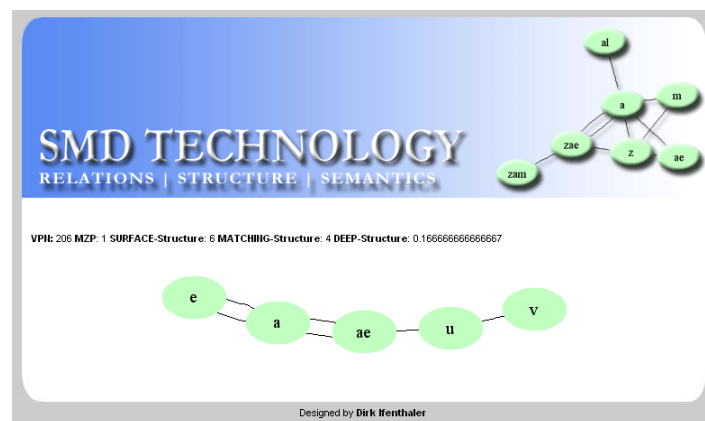 al
m
a
zae
z
ae
zam
SMD TECHNOLOGY
RELATIONS | STRUCTURE | SEMANTICS
VPN: 206 MZP: 1 SURFACE-Structure: 6 MATCHING-Structure: 4 DEEP-Structure: 0.166666666666667
e
a
ae
u
v
Designed by Dirk Ifenthaler